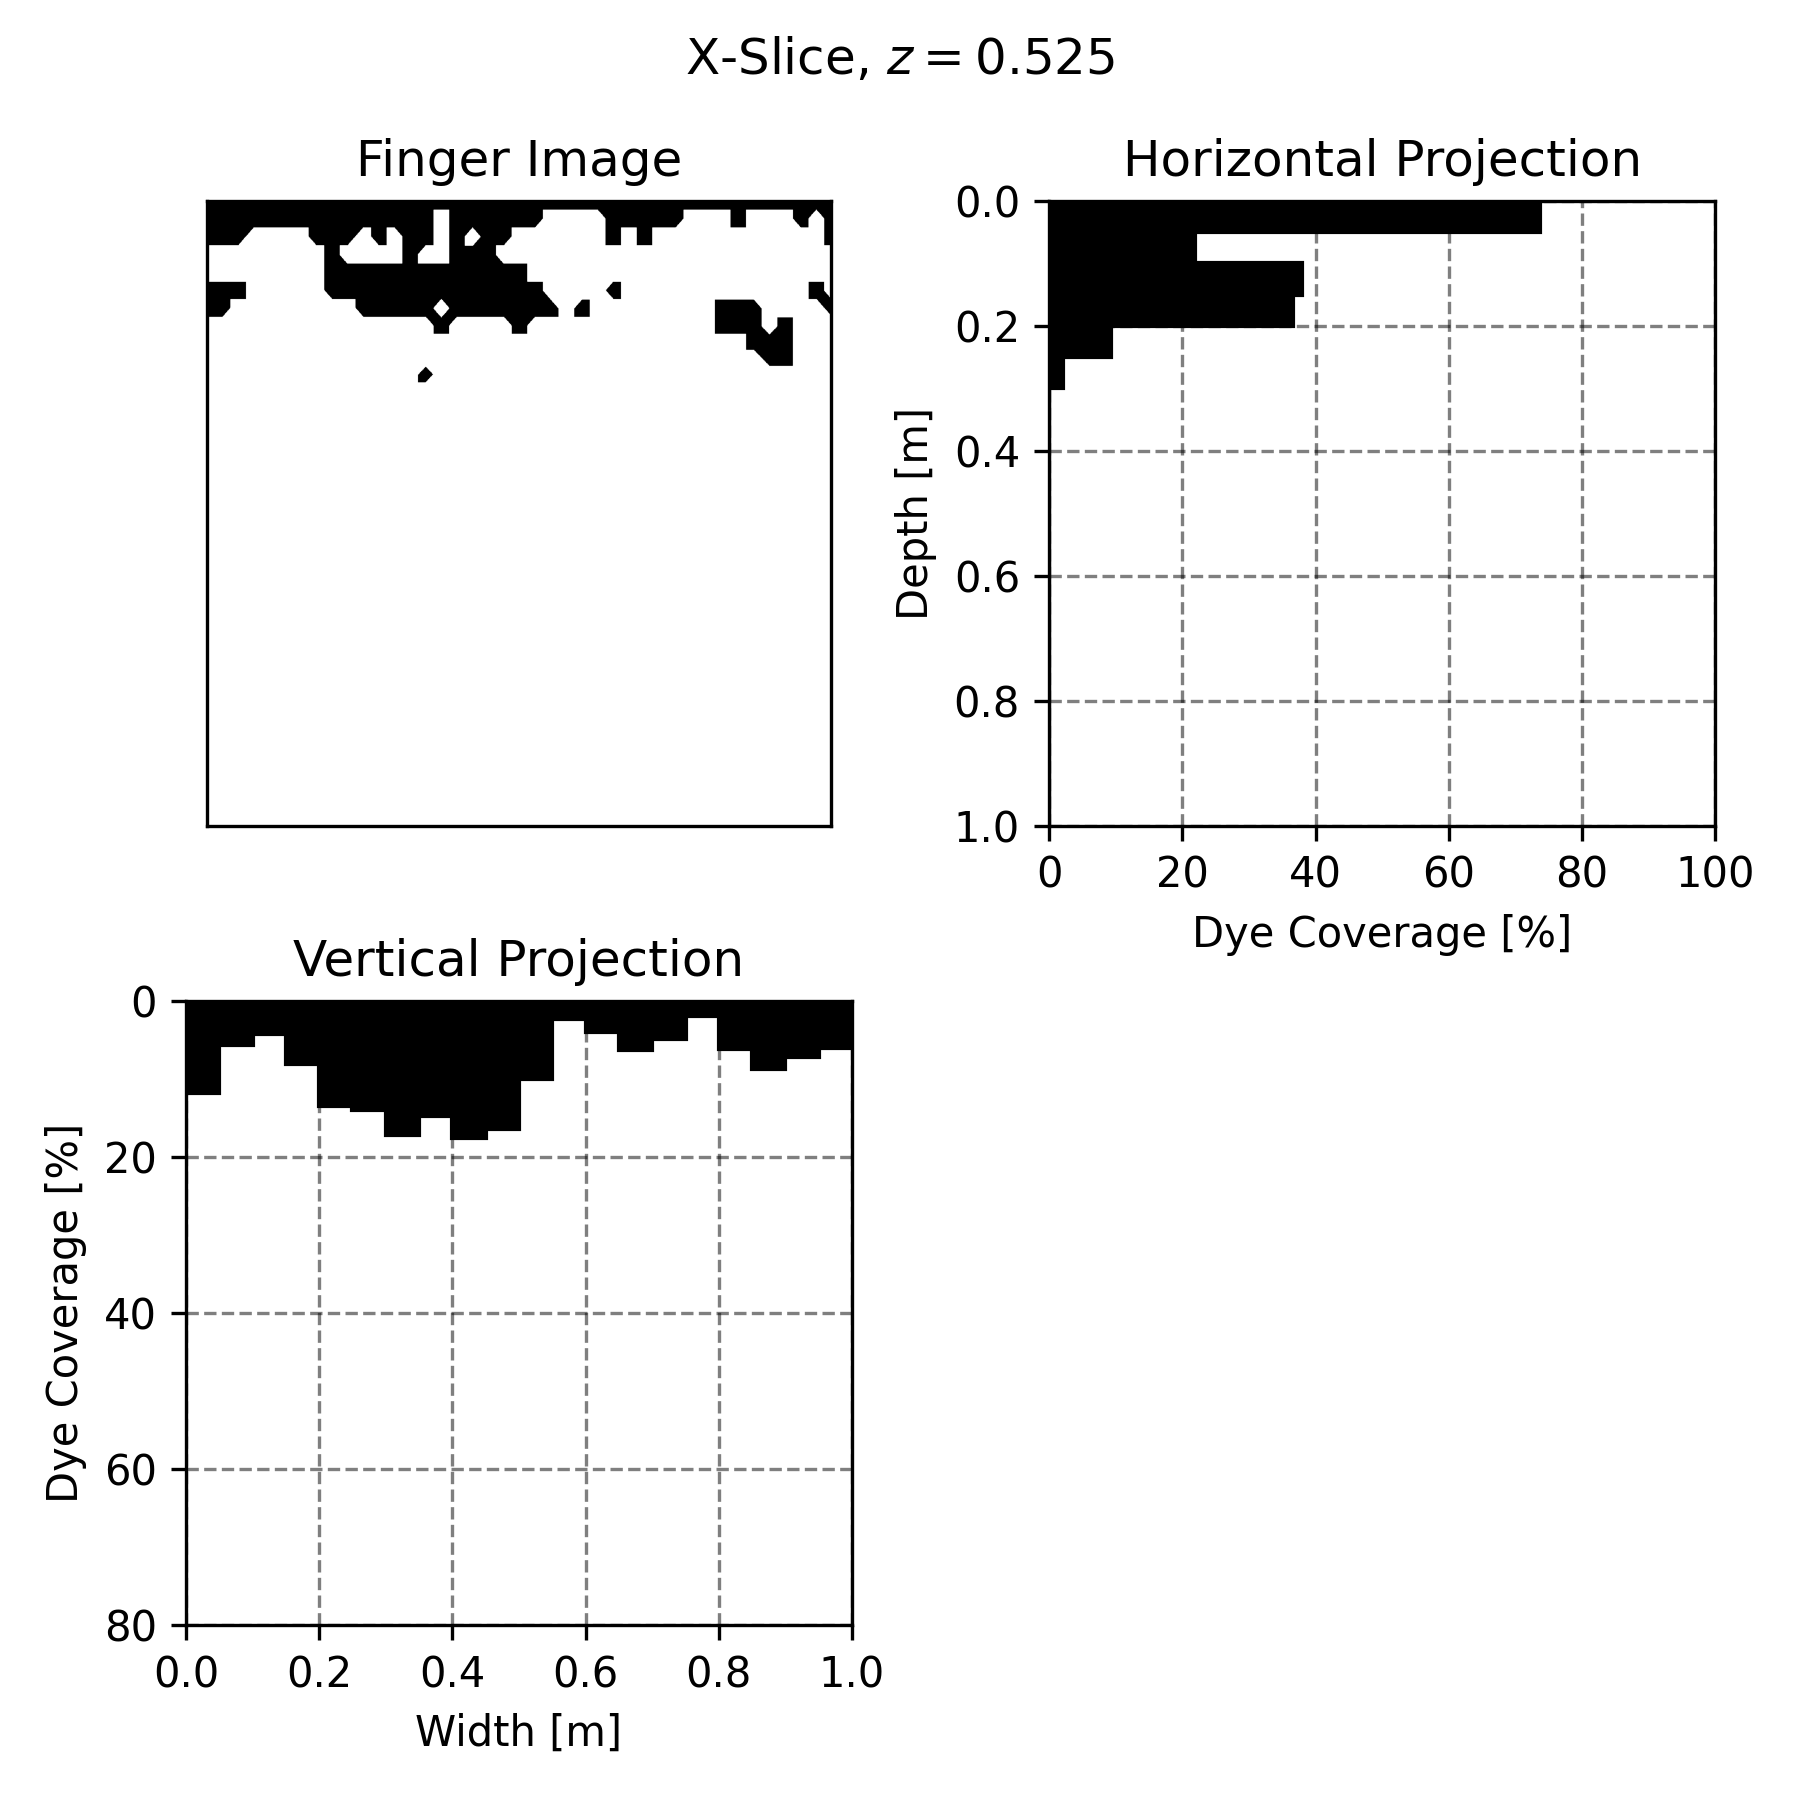 X-Slice, z = 0.525
Finger Image
Horizontal Projection
0.0
0.2
0.4
0.6
0.8
1.0
Depth [m]
0 20 40 60 80 100
Dye Coverage [%]
Vertical Projection
0
20
40
60
80
Dye Coverage [%]
0.0 0.2 0.4 0.6 0.8 1.0
Width [m]